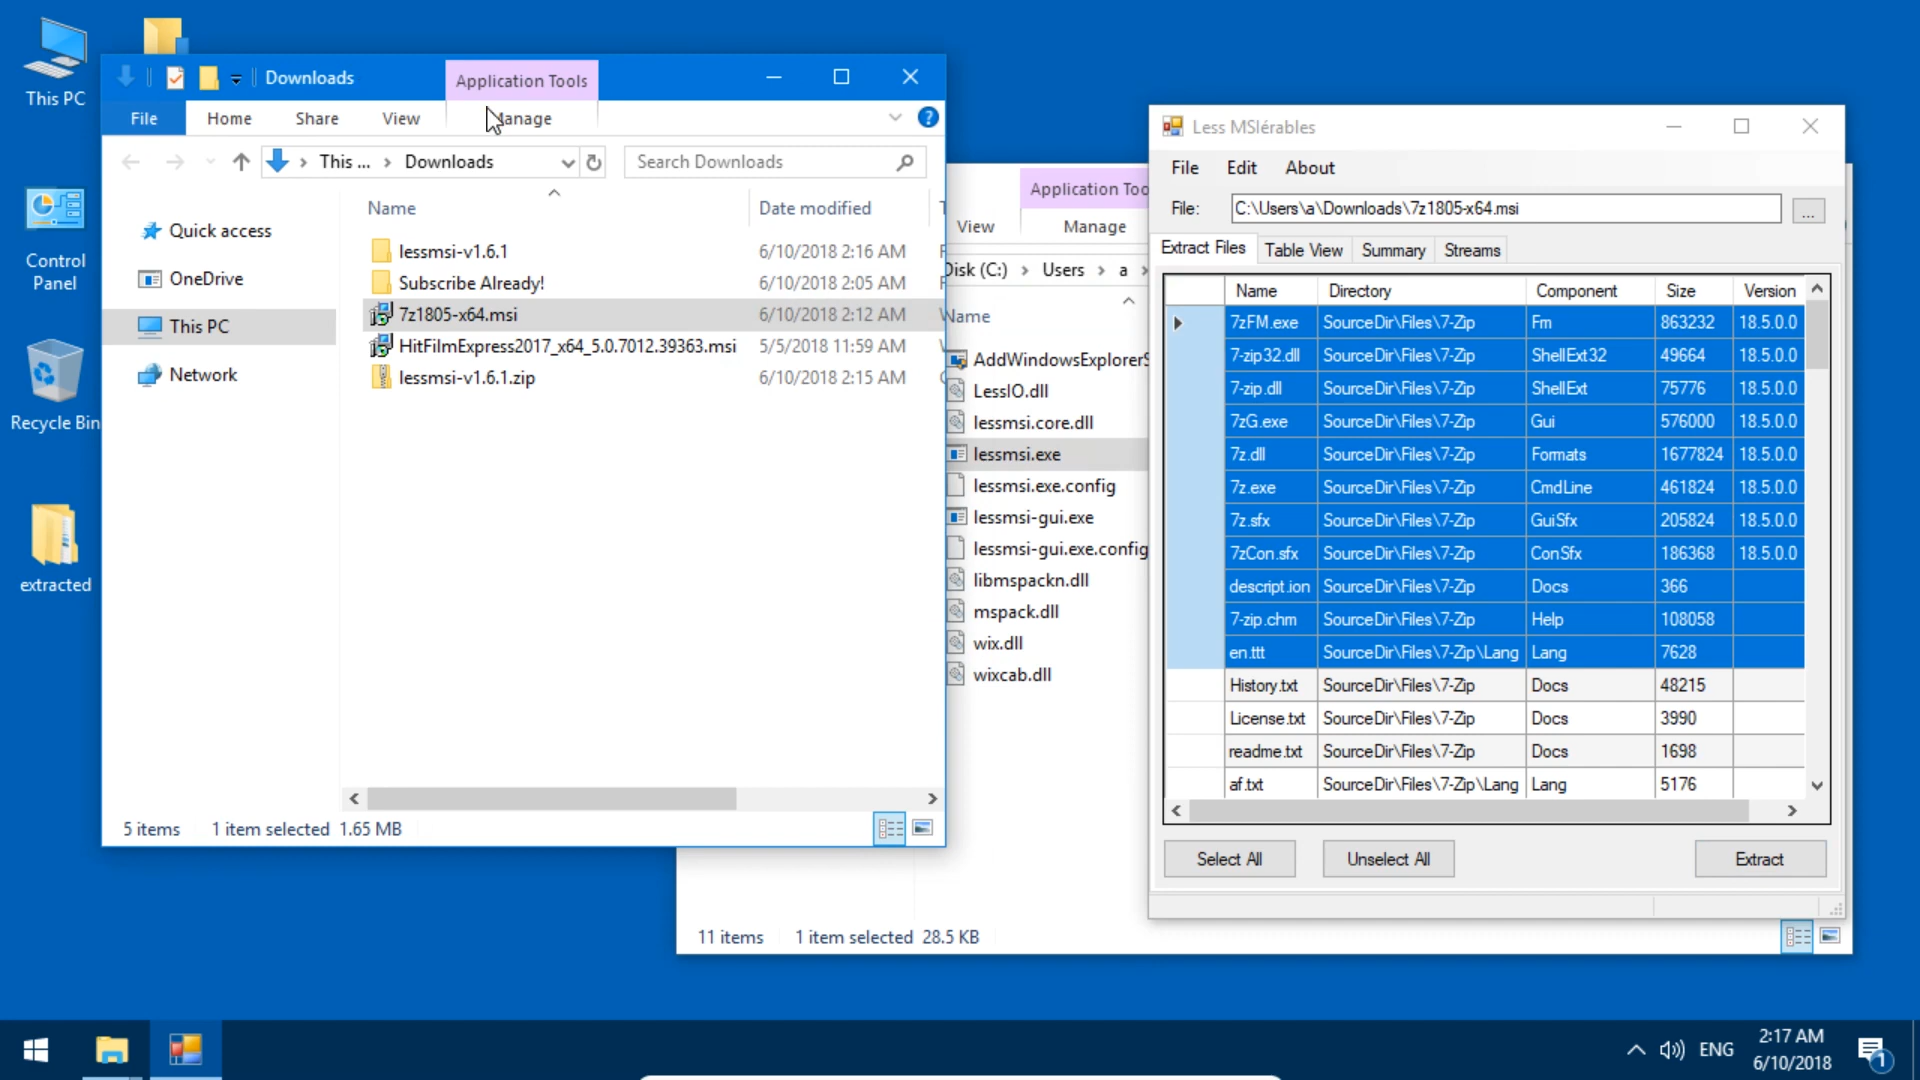 This PC
Control
Panel
Recycle Bin
extracted
Downloads
Application Tools
File Home Share View Manage
This ... Downloads
Search Downloads
Name Date modified
Quick access
OneDrive
This PC
Network
lessmsi-v1.6.1 6/10/2018 2:16 AM
Subscribe Already! 6/10/2018 2:05 AM
7z1805-x64.msi 6/10/2018 2:12 AM
HitFilmExpress2017_x64_5.0.7012.39363.msi 5/5/2018 11:59 AM
lessmsi-v1.6.1.zip 6/10/2018 2:15 AM
5 items 1 item selected 1.65 MB
Application Too
View Manage
Disk (C:) Users a
Name
AddWindowsExplorerS
LessIO.dll
lessmsi.core.dll
lessmsi.exe
lessmsi.exe.config
lessmsi-gui.exe
lessmsi-gui.exe.config
libmspackn.dll
mspack.dll
wix.dll
wixcab.dll
11 items 1 item selected 28.5 KB
Less MSIérables
File Edit About
File: C:\Users\a\Downloads\7z1805-x64.msi ...
Extract Files Table View Summary Streams
Name Directory Component Size Version
7zFM.exe SourceDir\Files\7-Zip Fm 863232 18.5.0.0
7-zip32.dll SourceDir\Files\7-Zip ShellExt32 49664 18.5.0.0
7-zip.dll SourceDir\Files\7-Zip ShellExt 75776 18.5.0.0
7zG.exe SourceDir\Files\7-Zip Gui 576000 18.5.0.0
7z.dll SourceDir\Files\7-Zip Formats 1677824 18.5.0.0
7z.exe SourceDir\Files\7-Zip CmdLine 461824 18.5.0.0
7z.sfx SourceDir\Files\7-Zip GuiSfx 205824 18.5.0.0
7zCon.sfx SourceDir\Files\7-Zip ConSfx 186368 18.5.0.0
descript.ion SourceDir\Files\7-Zip Docs 366
7-zip.chm SourceDir\Files\7-Zip Help 108058
en.ttt SourceDir\Files\7-Zip\Lang Lang 7628
History.txt SourceDir\Files\7-Zip Docs 48215
License.txt SourceDir\Files\7-Zip Docs 3990
readme.txt SourceDir\Files\7-Zip Docs 1698
af.txt SourceDir\Files\7-Zip\Lang Lang 5176
Select All Unselect All Extract
ENG
2:17 AM
6/10/2018
1